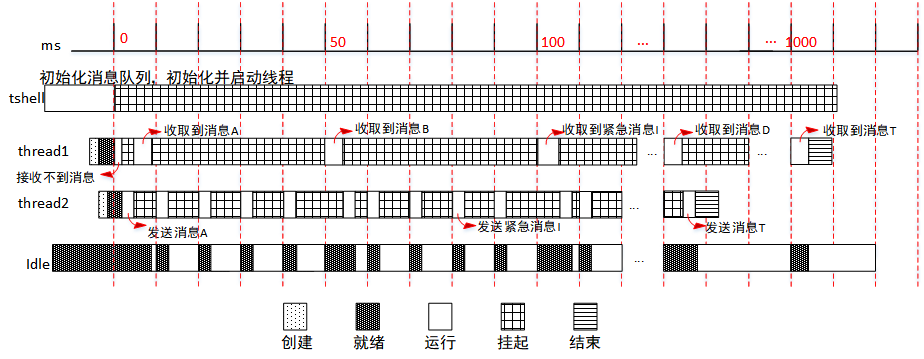 ms 0 50 100 ... ... 1000
初始化消息队列，初始化并启动线程
tshell
收取到消息A 收取到消息B 收取到紧急消息I 收取到消息D 收取到消息T
thread1 ... ...
接收不到消息
thread2 ...
发送消息A 发送紧急消息I 发送消息T
Idle ...
创建 就绪 运行 挂起 结束